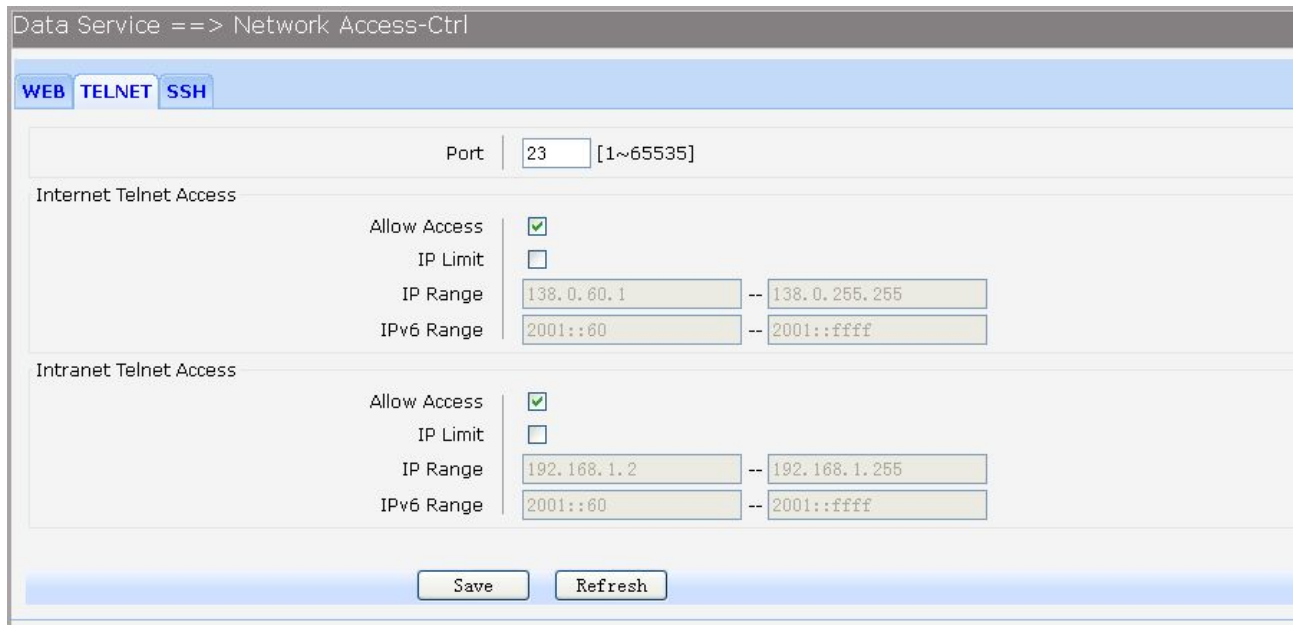 Data Service ==> Network Access-Ctrl
WEB TELNET SSH
Port 23 [1~65535]
Internet Telnet Access
Allow Access
IP Limit
IP Range 138.0.60.1 -- 138.0.255.255
IPv6 Range 2001::60 -- 2001::ffff
Intranet Telnet Access
Allow Access
IP Limit
IP Range 192.168.1.2 -- 192.168.1.255
IPv6 Range 2001::60 -- 2001::ffff
Save Refresh